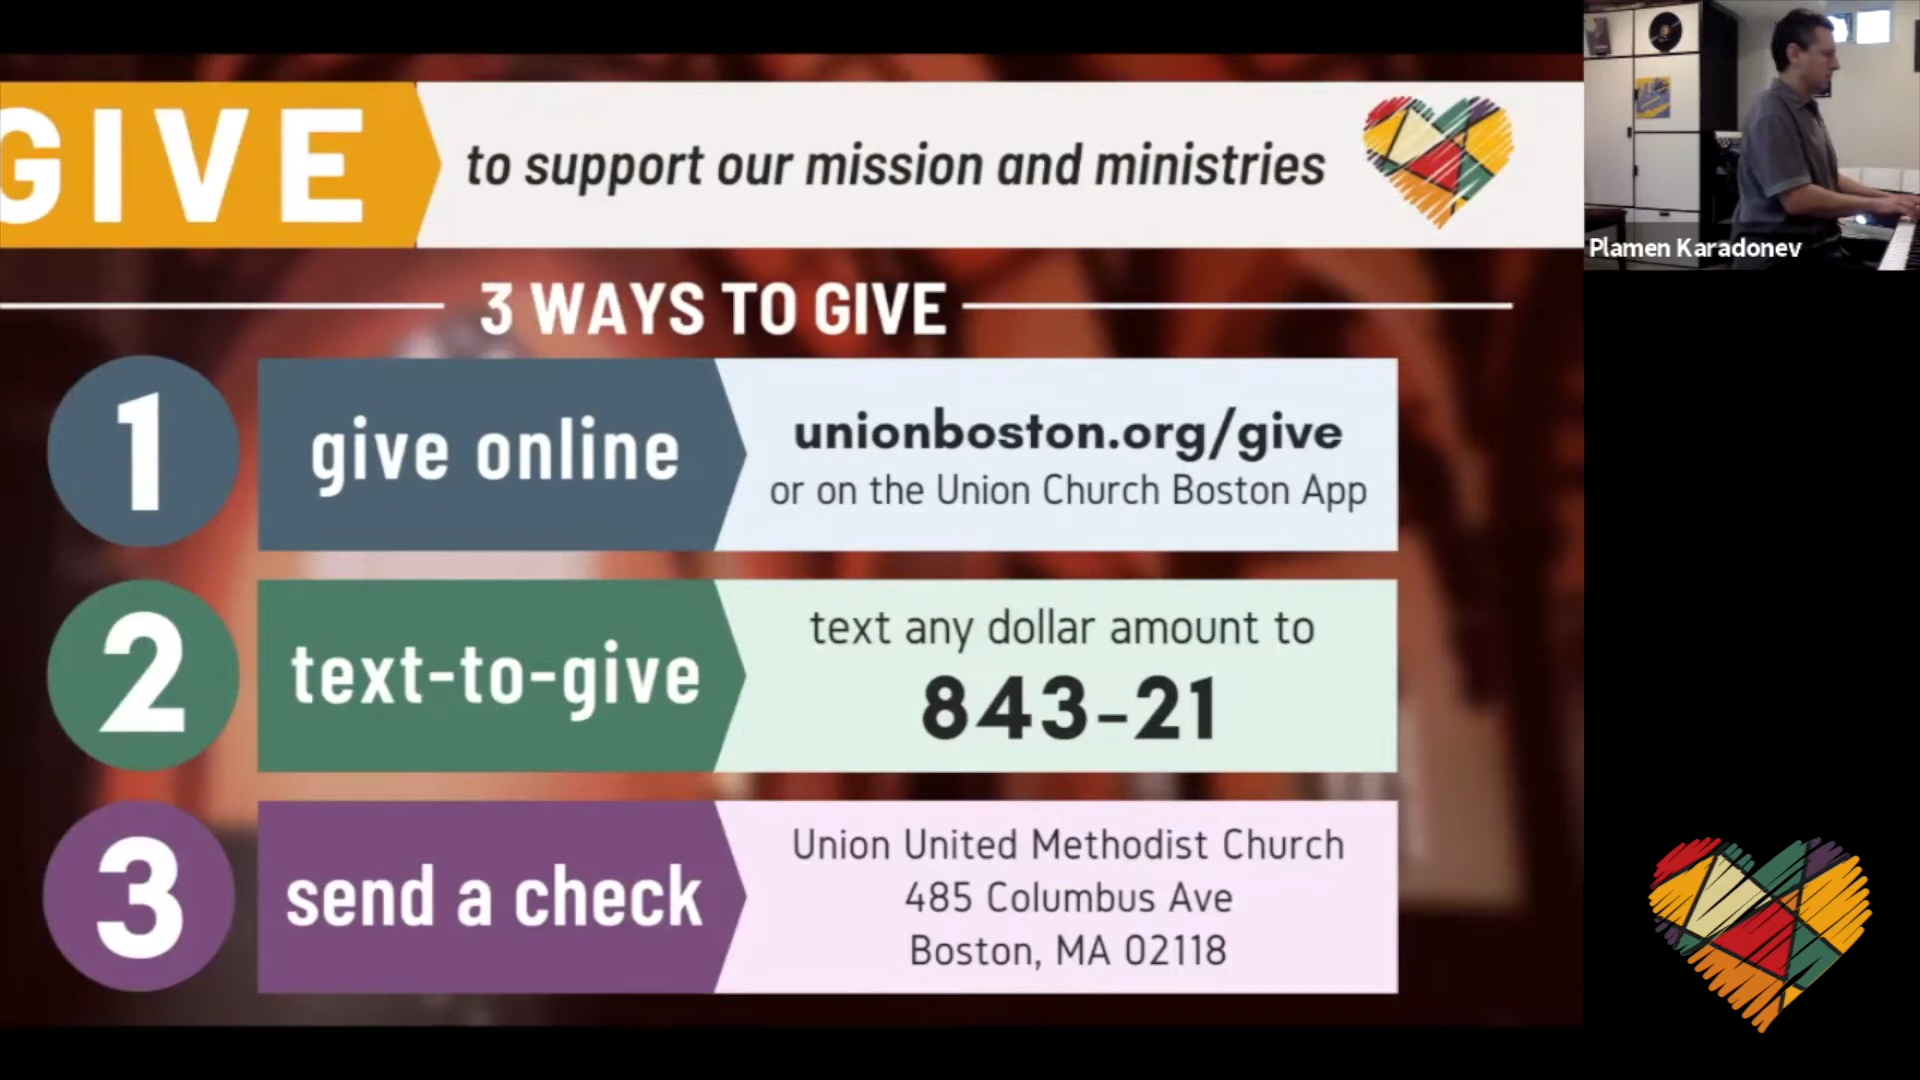 GIVE
to support our mission and ministries
Plamen Karadonev
3 WAYS TO GIVE
1
give online
unionboston.org/give
or on the Union Church Boston App
2
text-to-give
text any dollar amount to
843-21
3
send a check
Union United Methodist Church
485 Columbus Ave
Boston, MA 02118